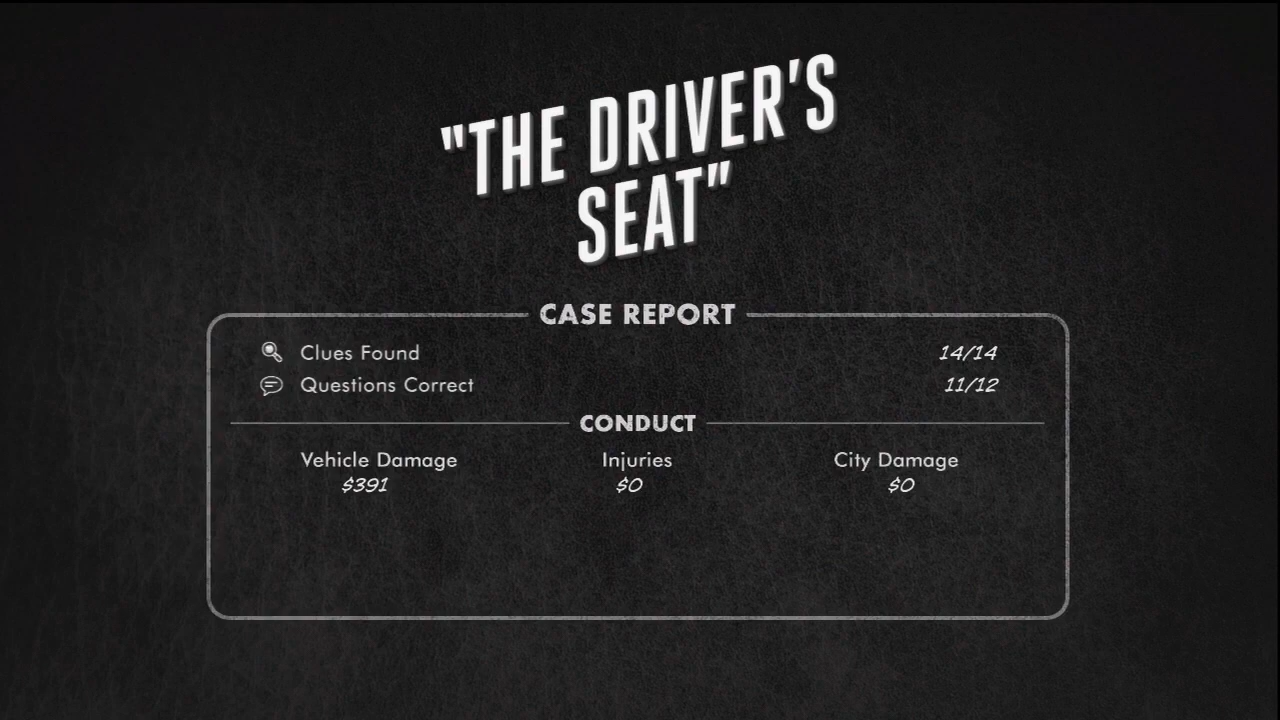 "THE DRIVER'S
SEAT"
CASE REPORT
Clues Found 14/14
Questions Correct 11/12
CONDUCT
Vehicle Damage Injuries City Damage
$391 $0 $0